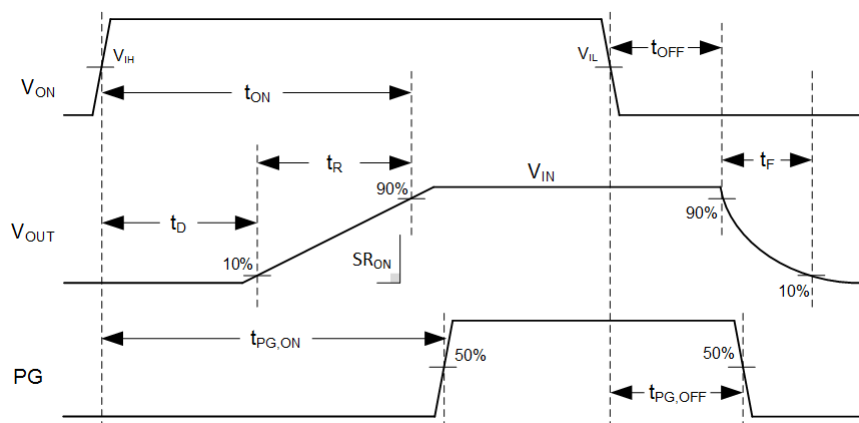 V_IH
V_IL
t_OFF
V_ON
t_ON
t_R
t_F
V_IN
90%
90%
t_D
V_OUT
SR_ON
10%
10%
t_PG,ON
50%
50%
PG
t_PG,OFF